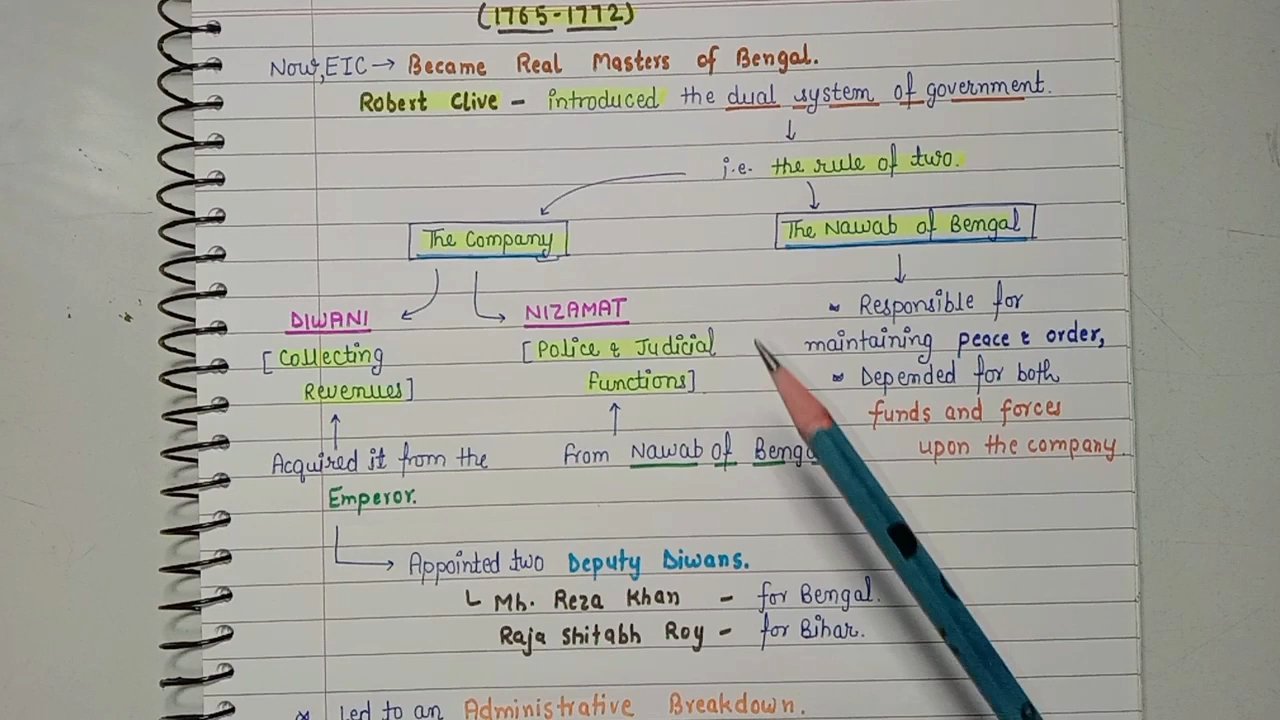 (1765-1772)
Now, EIC → Became Real Masters of Bengal.
Robert Clive - introduced the dual system of government.
i.e. the rule of two.
The Company
The Nawab of Bengal
DIWANI
[Collecting
Revenues]
NIZAMAT
[Police & Judicial
functions]
Responsible for
maintaining peace & order,
Depended for both
funds and forces
upon the company.
Acquired it from the
Emperor.
from Nawab of
Appointed two Deputy Diwans.
Mh. Reza Khan - for Bengal.
Raja Shitabh Roy - for Bihar.
Led to an Administrative Breakdown.